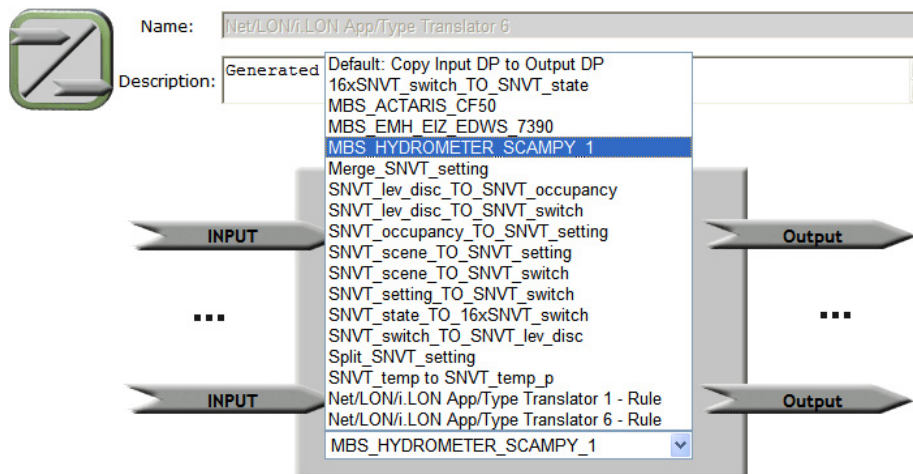 Name: Net/LON/i.LON App/Type Translator 6
Description: Generated
Default: Copy Input DP to Output DP
16xSNVT_switch_TO_SNVT_state
MBS_ACTARIS_CF50
MBS_EMH_EIZ_EDWS_7390
MBS_HYDROMETER_SCAMPY_1
Merge_SNVT_setting
SNVT_lev_disc_TO_SNVT_occupancy
SNVT_lev_disc_TO_SNVT_switch
SNVT_occupancy_TO_SNVT_setting
SNVT_scene_TO_SNVT_setting
SNVT_scene_TO_SNVT_switch
SNVT_setting_TO_SNVT_switch
SNVT_state_TO_16xSNVT_switch
SNVT_switch_TO_SNVT_lev_disc
Split_SNVT_setting
SNVT_temp to SNVT_temp_p
Net/LON/i.LON App/Type Translator 1 - Rule
Net/LON/i.LON App/Type Translator 6 - Rule
MBS_HYDROMETER_SCAMPY_1
INPUT
...
INPUT
Output
...
Output